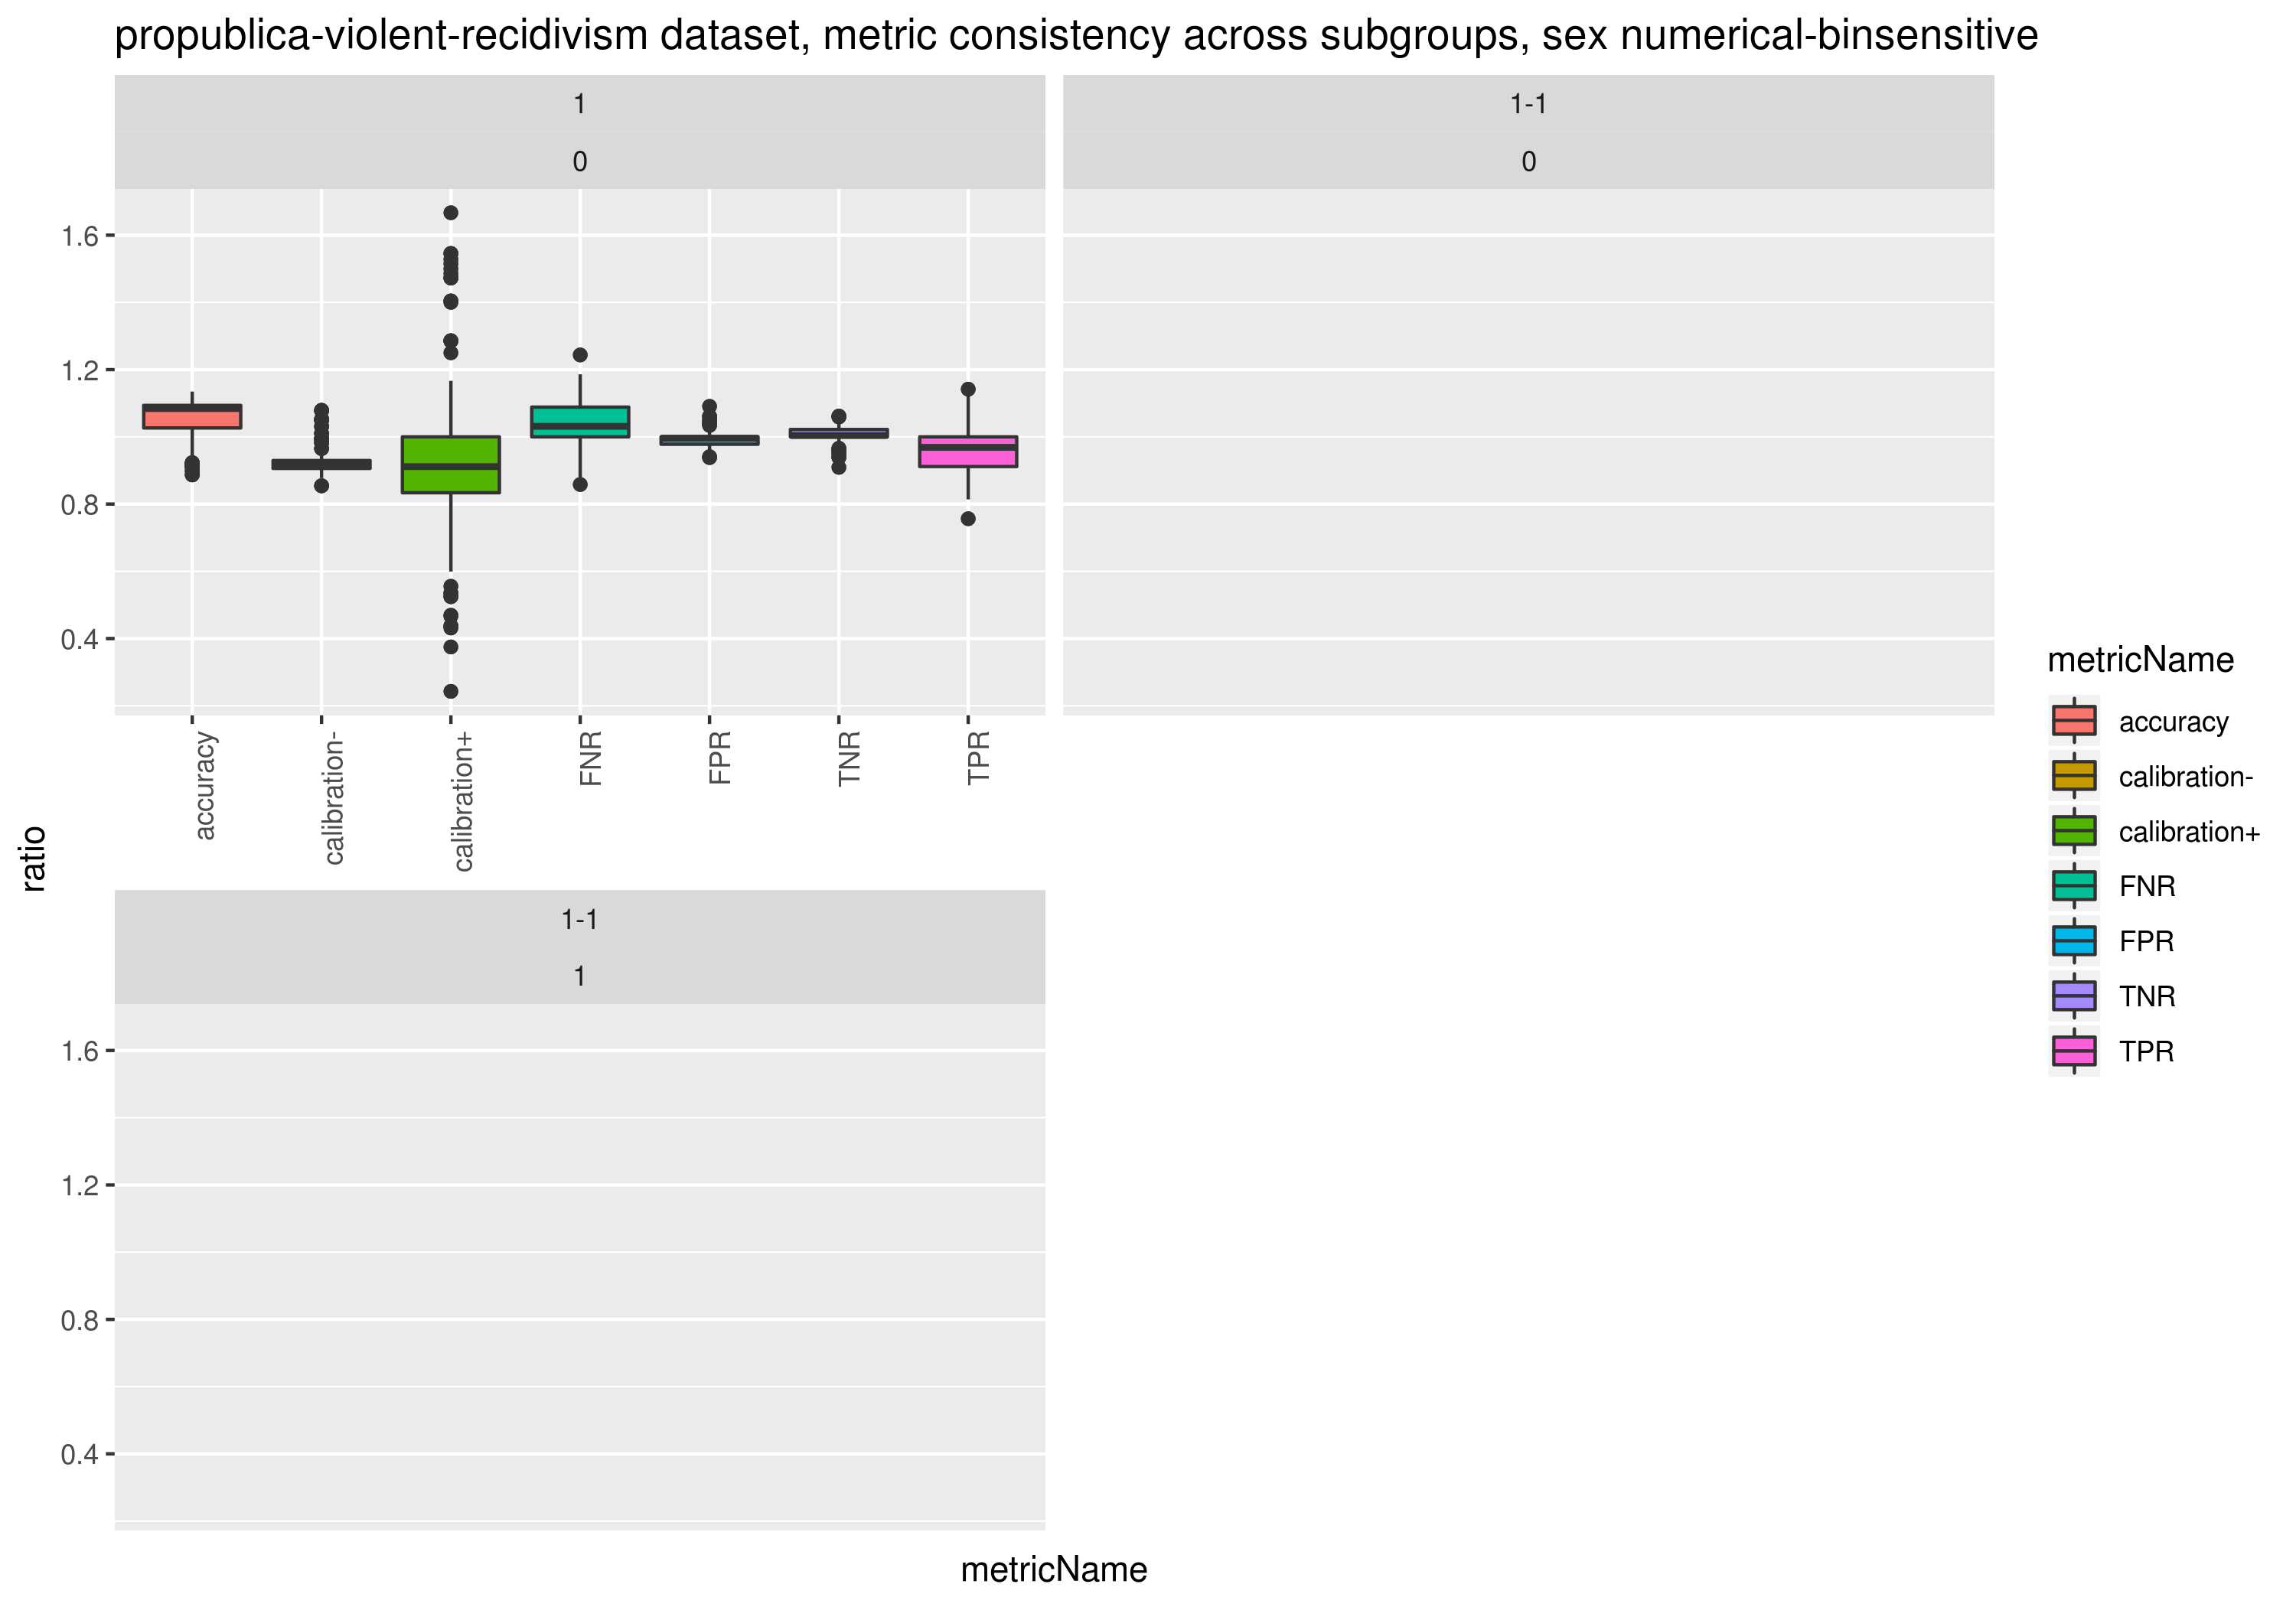 propublica-violent-recidivism dataset, metric consistency across subgroups, sex numerical-binsensitive
1
0
1-1
0
1.6
1.2
0.8
0.4
accuracy
calibration-
calibration+
FNR
FPR
TNR
TPR
ratio
1-1
1
1.6
1.2
0.8
0.4
metricName
metricName
accuracy
calibration-
calibration+
FNR
FPR
TNR
TPR